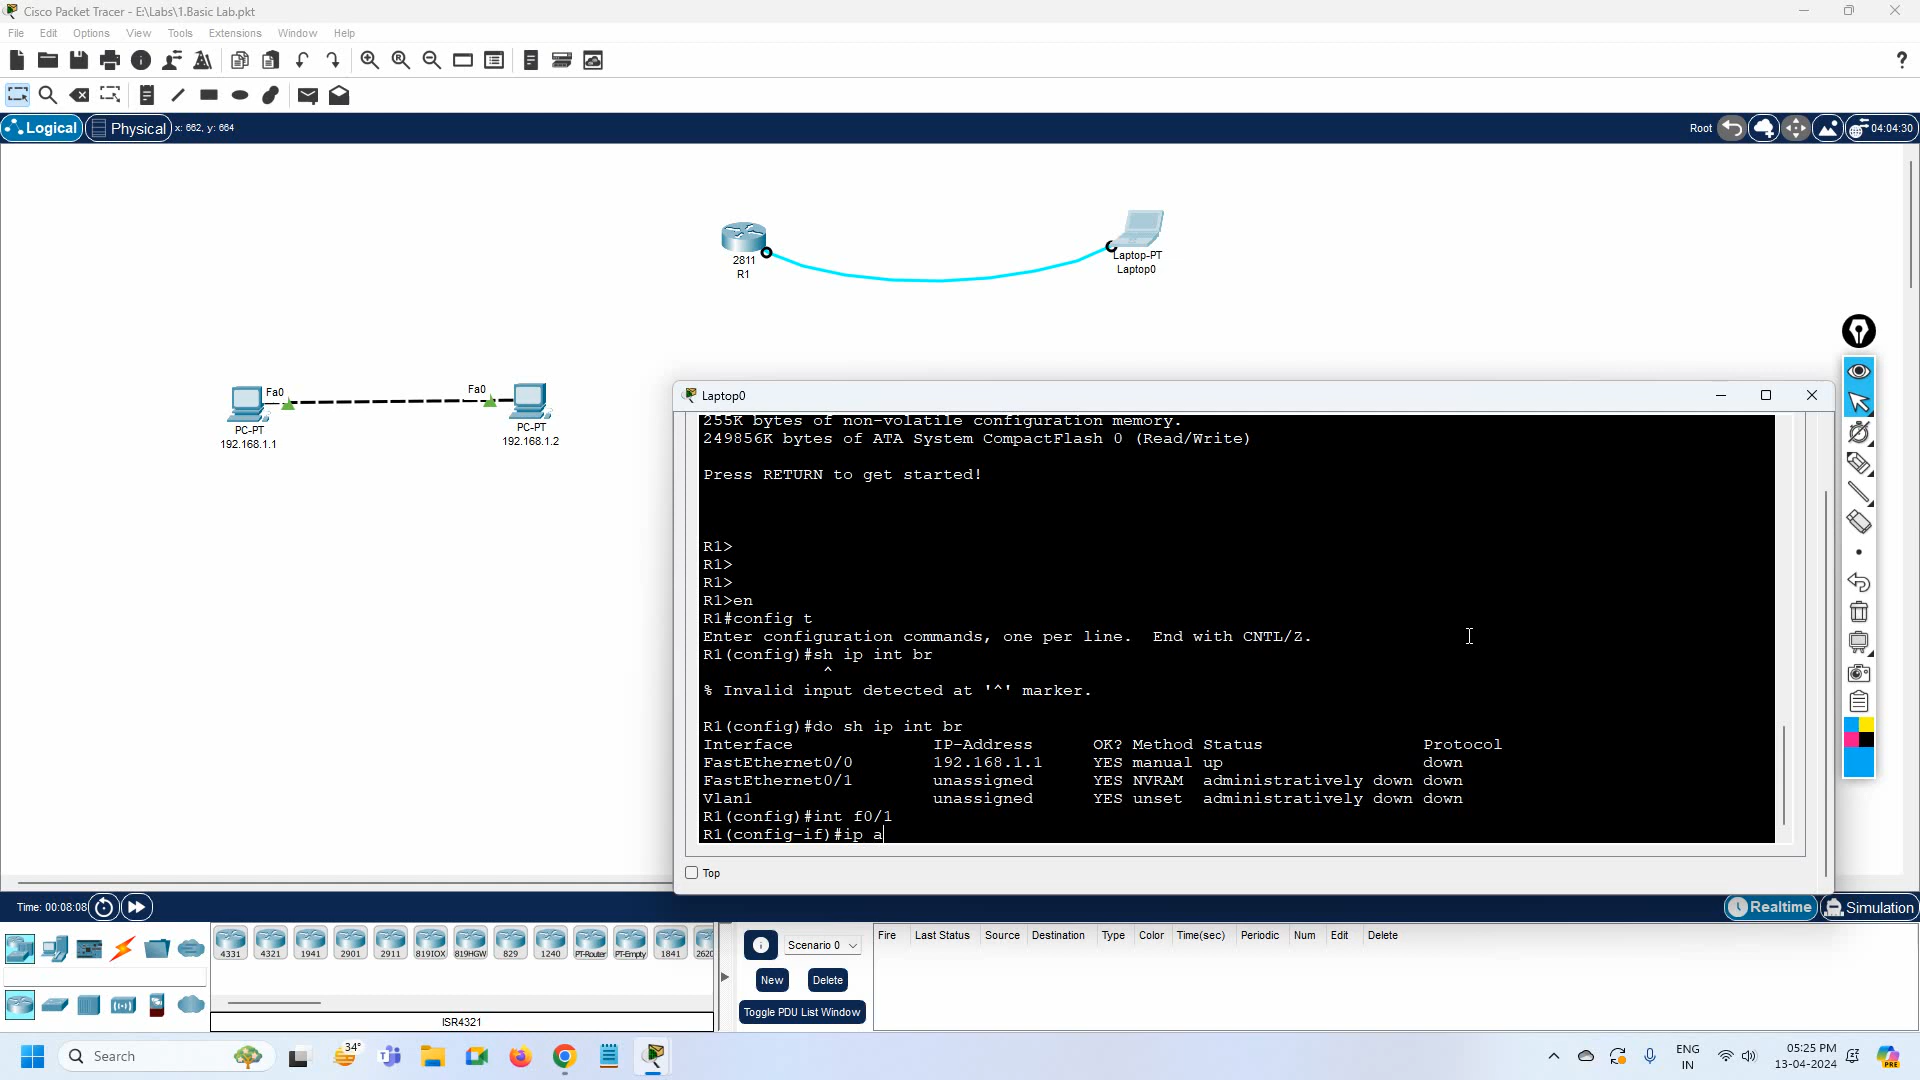 Cisco Packet Tracer - E:\Labs\1.Basic Lab.pkt
File Edit Options View Tools Extensions Window Help
Logical Physical x: 662, y: 664 Root 04:04:30
2811
R1
Laptop-PT
Laptop0
Fa0 Fa0
PC-PT
192.168.1.1
PC-PT
192.168.1.2
Laptop0
255K bytes of non-volatile configuration memory.
249856K bytes of ATA System CompactFlash 0 (Read/Write)
Press RETURN to get started!
R1>
R1>
R1>
R1>en
R1#config t
Enter configuration commands, one per line.  End with CNTL/Z.
R1(config)#sh ip int br
^
% Invalid input detected at '^' marker.
R1(config)#do sh ip int br
Interface IP-Address OK? Method Status Protocol
FastEthernet0/0 192.168.1.1 YES manual up down
FastEthernet0/1 unassigned YES NVRAM administratively down down
Vlan1 unassigned YES unset administratively down down
R1(config)#int f0/1
R1(config-if)#ip a
Top
Time: 00:08:08 Realtime Simulation
4331 4321 1941 2901 2911 819IOX 819HGW 829 1240 PT-Router PT-Empty 1841 2620
ISR4321
Scenario 0
New Delete
Toggle PDU List Window
Fire Last Status Source Destination Type Color Time(sec) Periodic Num Edit Delete
Search
34°
ENG
IN
05:25 PM
13-04-2024
PRE